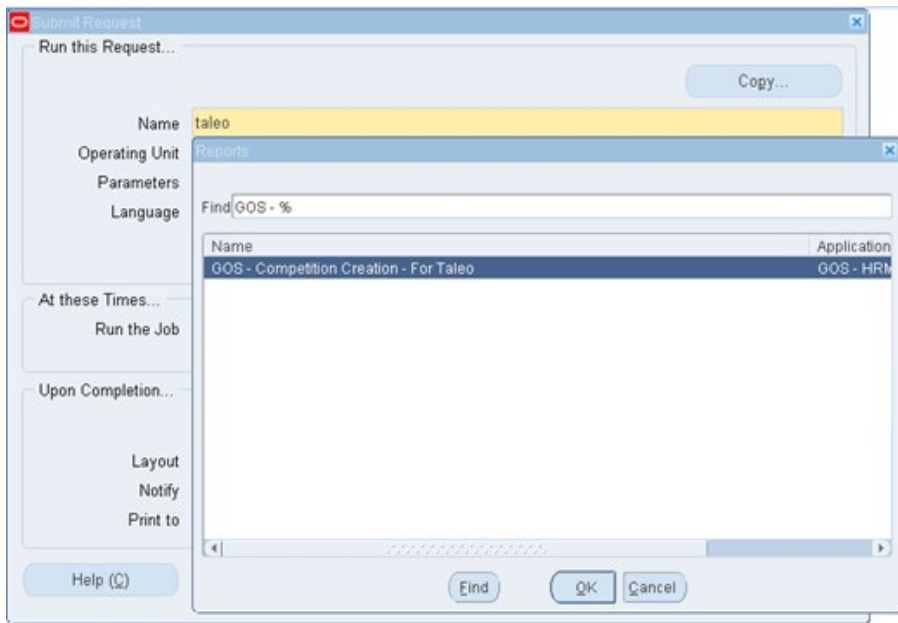 Submit Request
Run this Request...
Copy...
Name taleo
Operating Unit
Parameters
Language
At these Times...
Run the Job
Upon Completion...
Layout
Notify
Print to
Help (C)
Reports
Find GOS - %
Name Application
GOS - Competition Creation - For Taleo GOS - HRM
Find OK Cancel